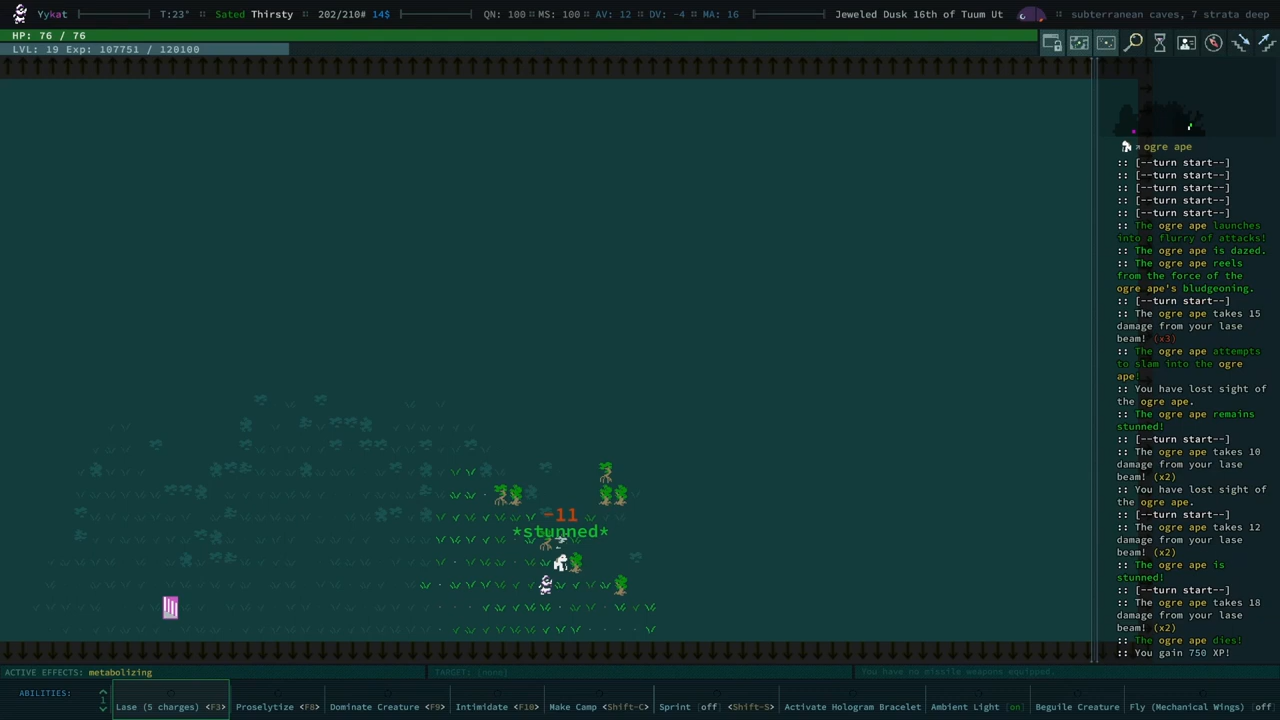 Yykat T:23° :: Sated Thirsty :: 202/210# 14$ QN: 100 :: MS: 100 :: AV: 12 :: DV: -4 :: MA: 16 Jeweled Dusk 16th of Tuum Ut :: subterranean caves, 7 strata deep
HP: 76 / 76
LVL: 19 Exp: 107751 / 120100
ogre ape
:: [--turn start--]
:: [--turn start--]
:: [--turn start--]
:: [--turn start--]
:: [--turn start--]
:: The ogre ape launches
into a flurry of attacks!
:: The ogre ape is dazed.
:: The ogre ape reels
from the force of the
ogre ape's bludgeoning.
:: [--turn start--]
:: The ogre ape takes 15
damage from your lase
beam! (x3)
:: The ogre ape attempts
to slam into the ogre
ape!
:: You have lost sight of
the ogre ape.
:: The ogre ape remains
stunned!
:: [--turn start--]
:: The ogre ape takes 10
damage from your lase
beam! (x2)
:: You have lost sight of
the ogre ape.
:: [--turn start--]
:: The ogre ape takes 12
damage from your lase
beam! (x2)
:: The ogre ape is
stunned!
:: [--turn start--]
:: The ogre ape takes 18
damage from your lase
beam! (x2)
:: The ogre ape dies!
:: You gain 750 XP!
-11
*stunned*
ACTIVE EFFECTS: metabolizing TARGET: [none] You have no missile weapons equipped.
ABILITIES: 1 Lase (5 charges) <F3> Proselytize <F8> Dominate Creature <F9> Intimidate <F10> Make Camp <Shift-C> Sprint [off] <Shift-S> Activate Hologram Bracelet Ambient Light [on] Beguile Creature Fly (Mechanical Wings) [off]